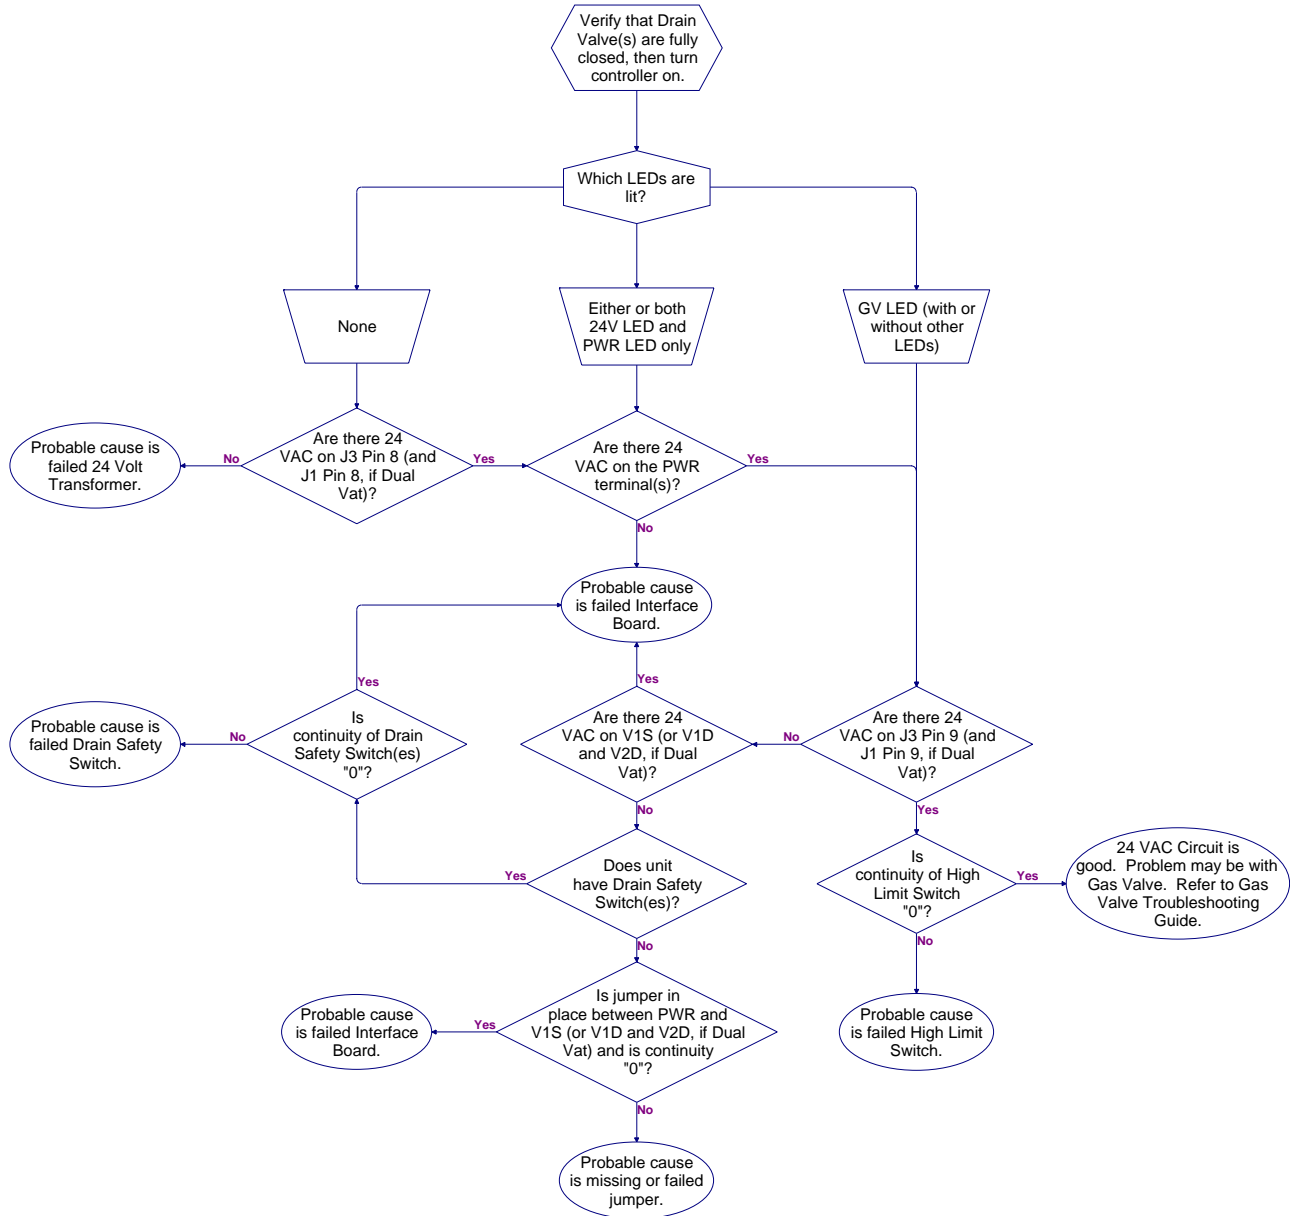 Verify that Drain
Valve(s) are fully
closed, then turn
controller on.
Which LEDs are
lit?
None
Either or both
24V LED and
PWR LED only
GV LED (with or
without other
LEDs)
Probable cause is
failed 24 Volt
Transformer.
No
Are there 24
VAC on J3 Pin 8 (and
J1 Pin 8, if Dual
Vat)?
Yes
Are there 24
VAC on the PWR
terminal(s)?
Yes
No
Probable cause
is failed Interface
Board.
Yes
Yes
Probable cause is
failed Drain Safety
Switch.
No
Is
continuity of Drain
Safety Switch(es)
"0"?
Are there 24
VAC on V1S (or V1D
and V2D, if Dual
Vat)?
No
Are there 24
VAC on J3 Pin 9 (and
J1 Pin 9, if Dual
Vat)?
No
Yes
Yes
Does unit
have Drain Safety
Switch(es)?
Is
continuity of High
Limit Switch
"0"?
Yes
24 VAC Circuit is
good.  Problem may be with
Gas Valve.  Refer to Gas
Valve Troubleshooting
Guide.
No
No
Probable cause
is failed Interface
Board.
Yes
Is jumper in
place between PWR and
V1S (or V1D and V2D, if Dual
Vat) and is continuity
"0"?
Probable cause
is failed High Limit
Switch.
No
Probable cause
is missing or failed
jumper.